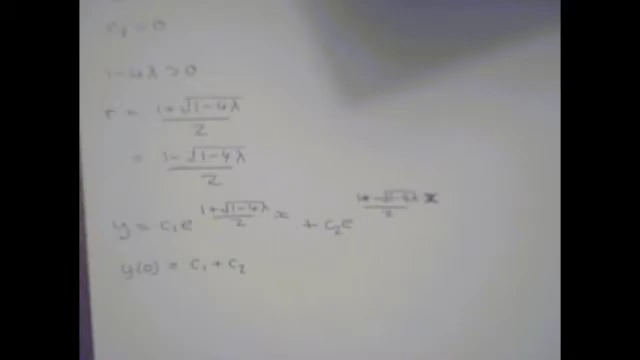 c₁ = 0
1 - 4λ > 0
r = (1 + √(1 - 4λ)) / 2
= (1 - √(1 - 4λ)) / 2
y = c₁e^((1 + √(1 - 4λ)) / 2 x) + c₂e^((1 - √(1 - 4λ)) / 2 x)
y(0) = c₁ + c₂